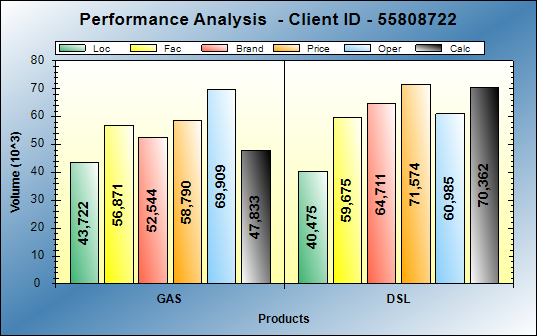 Performance Analysis - Client ID - 55808722
Loc Fac Brand Price Oper Calc
Volume (10^3)
80
70
60
50
40
30
20
10
0
43,722 56,871 52,544 58,790 69,909 47,833 40,475 59,675 64,711 71,574 60,985 70,362
GAS DSL
Products